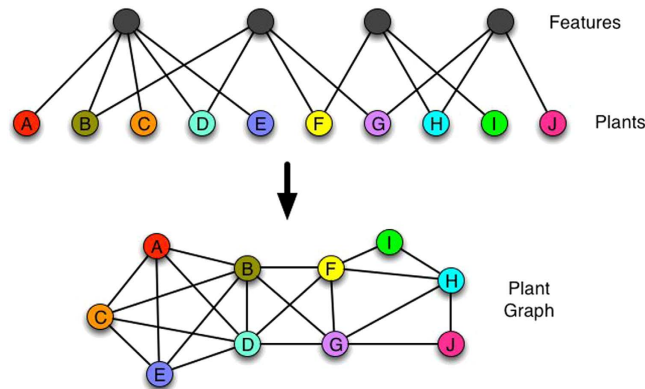 Features
A B C D E F G H I J Plants
A
I
B F
H
Plant
Graph
C
D G J
E